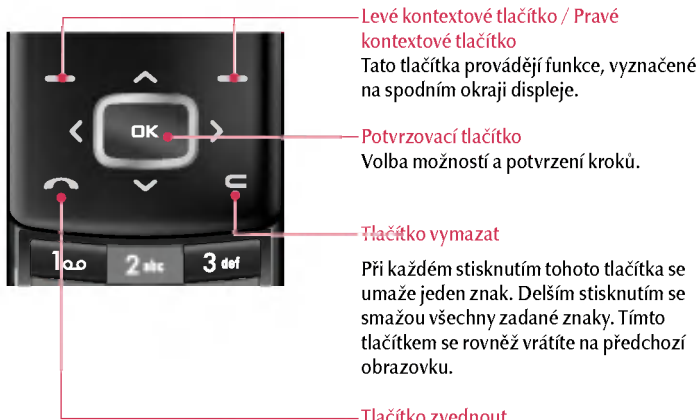 Levé kontextové tlačítko / Pravé
kontextové tlačítko
Tato tlačítka provádějí funkce, vyznačené
na spodním okraji displeje.
OK
Potvrzovací tlačítko
Volba možností a potvrzení kroků.
Tlačítko vymazat
1
2 abc
3 def
Při každém stisknutím tohoto tlačítka se
umaže jeden znak. Delším stisknutím se
smažou všechny zadané znaky. Tímto
tlačítkem se rovněž vrátíte na předchozí
obrazovku.
Tlačítko zvednout